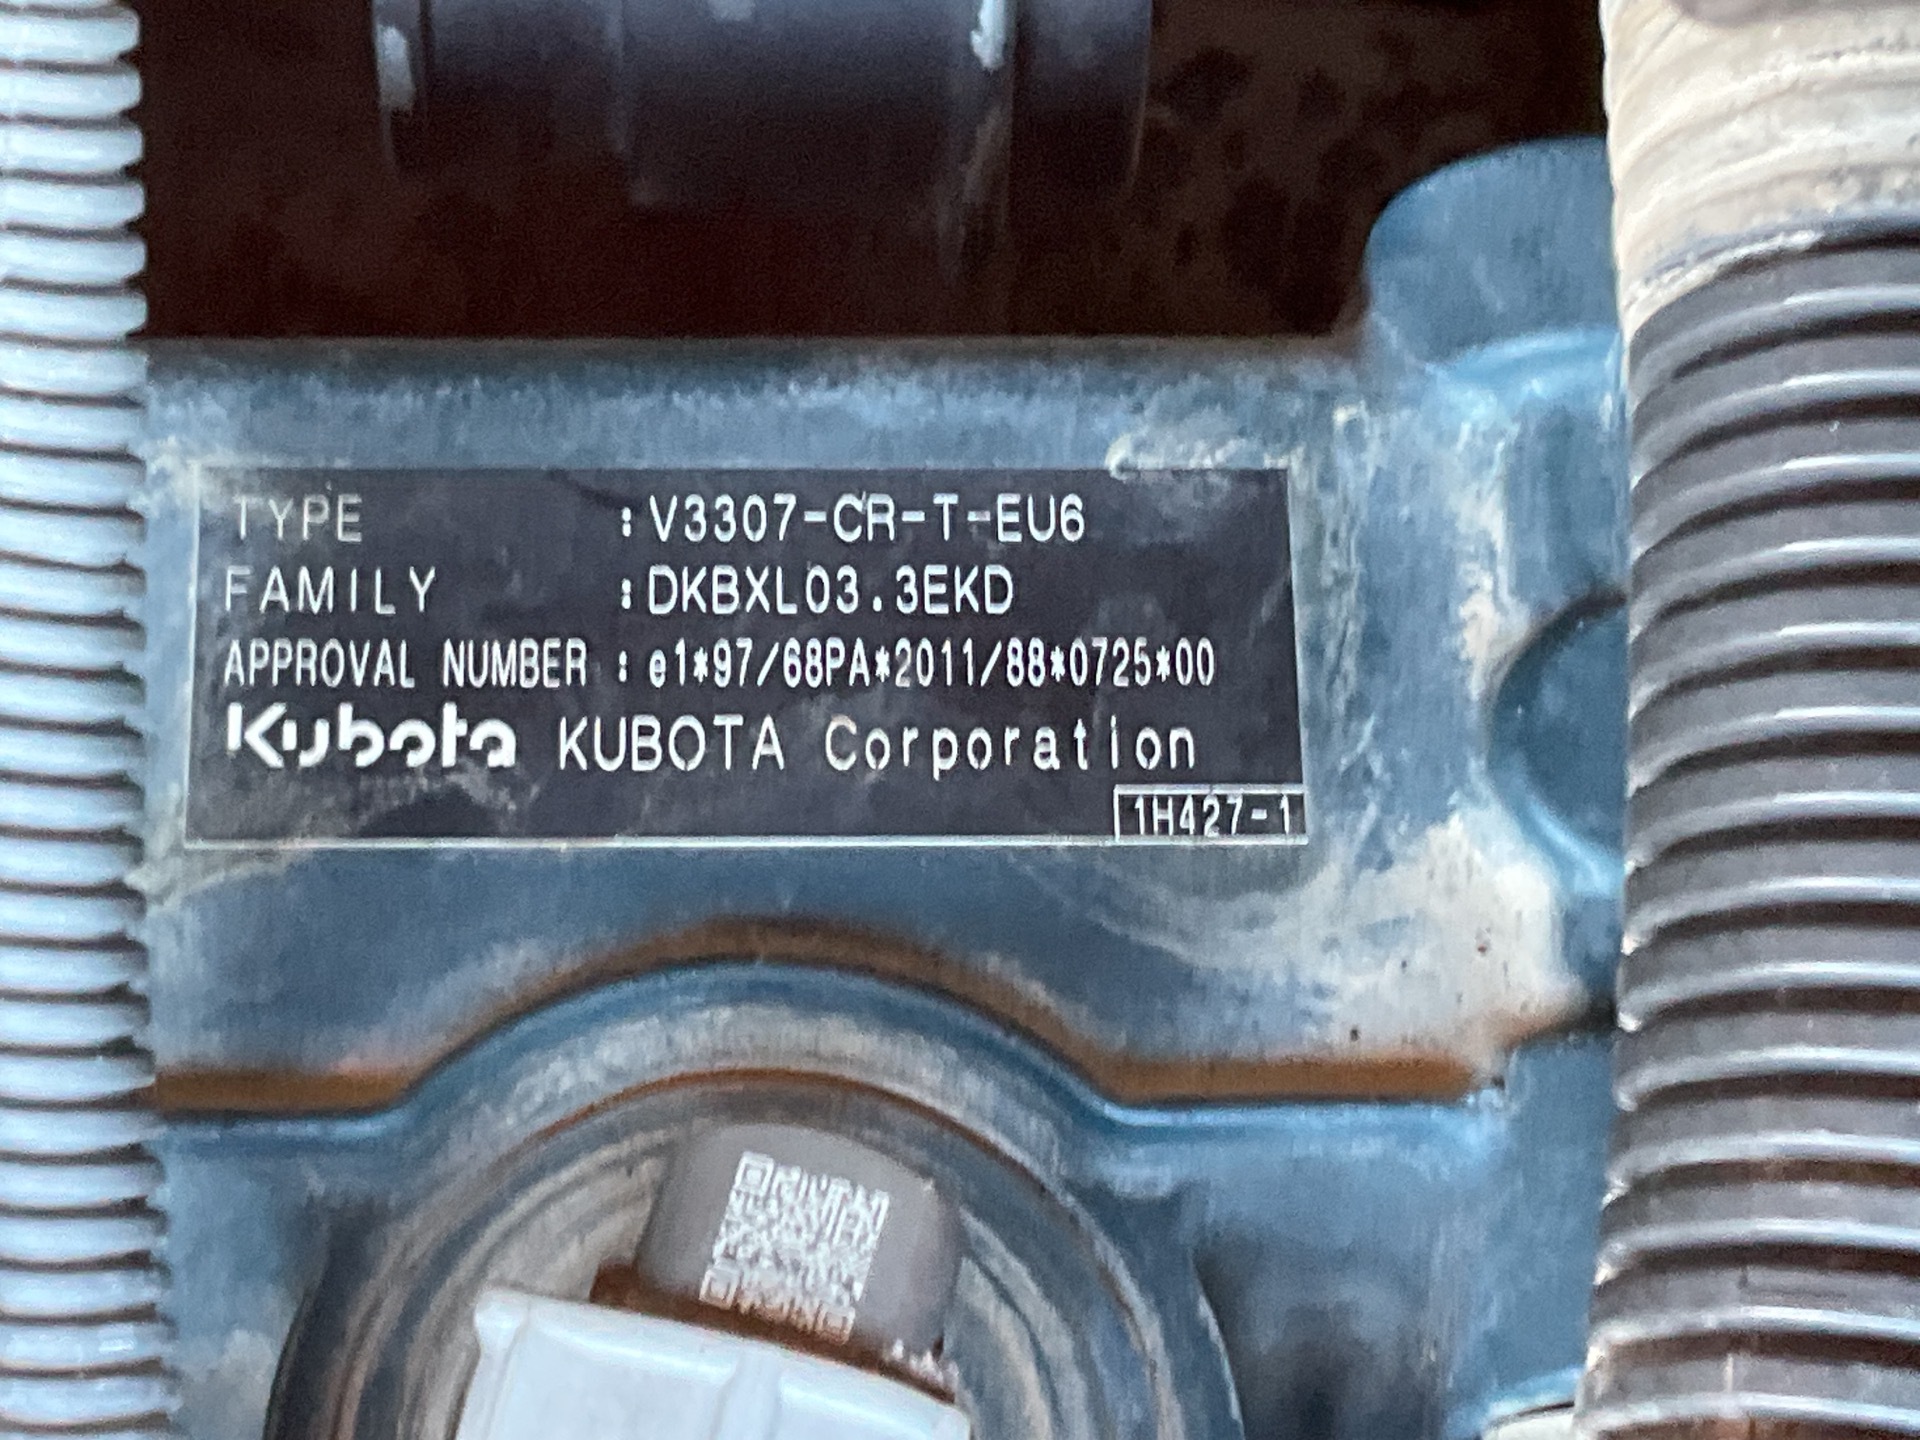 TYPE : V3307-CR-T-EU6
FAMILY : DKBXL03.3EKD
APPROVAL NUMBER : e1*97/68PA*2011/88*0725*00
Kubota KUBOTA Corporation
1H427-1